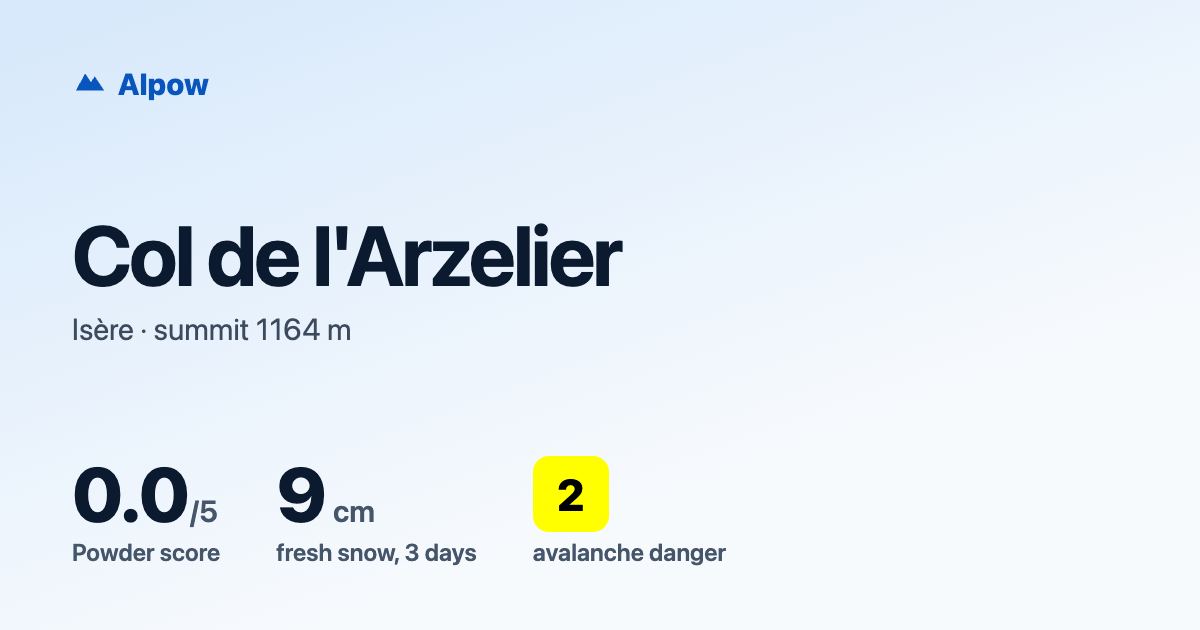 Alpow
Col de l'Arzelier
Isère · summit 1164 m
0.0/5
Powder score
9 cm
fresh snow, 3 days
2
avalanche danger